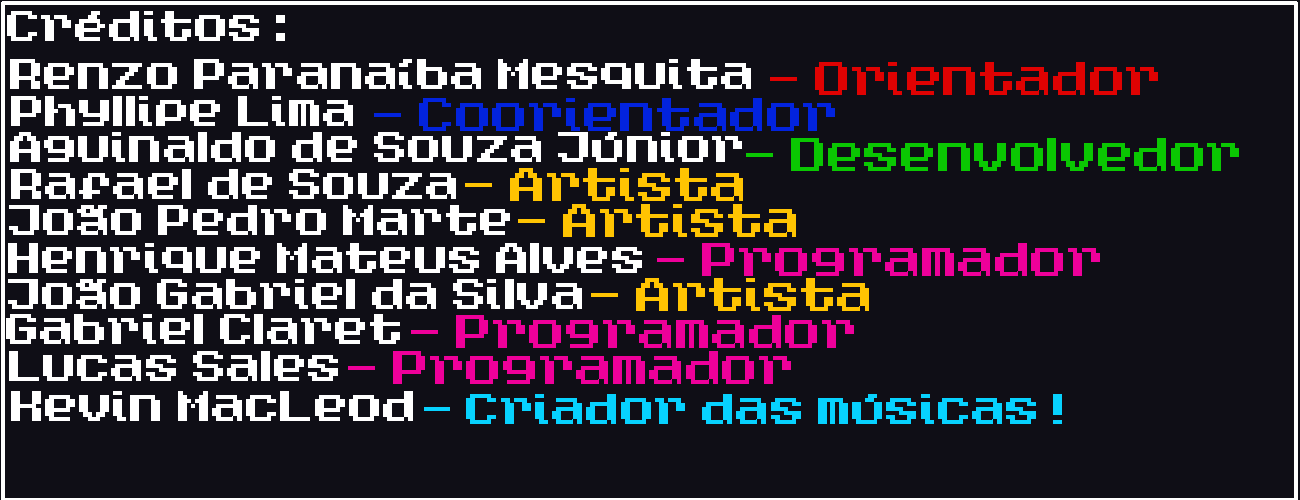 Créditos:
Renzo Paranaíba Mesquita - Orientador
Phyllipe Lima - Coorientador
Aguinaldo de Souza Júnior- Desenvolvedor
Rafael de Souza- Artista
João Pedro Marte- Artista
Henrique Mateus Alves - Programador
João Gabriel da Silva- Artista
Gabriel Claret- Programador
Lucas Sales- Programador
Kevin MacLeod- Criador das músicas!